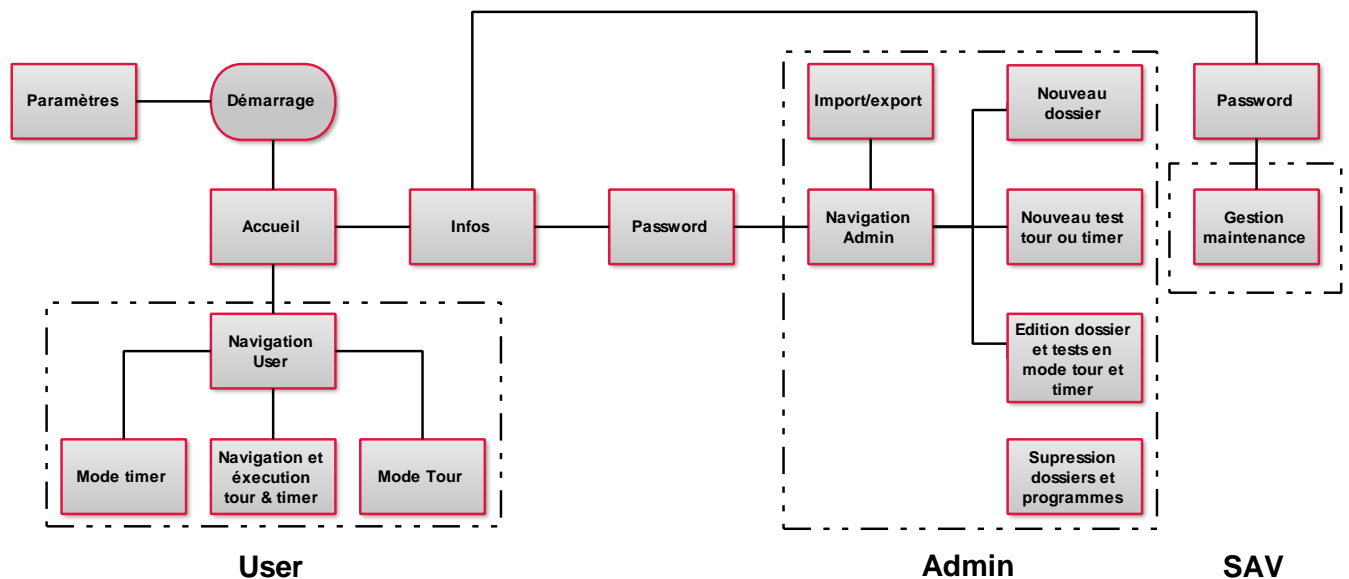 Paramètres
Démarrage
Import/export
Nouveau
dossier
Password
Accueil
Infos
Password
Navigation
Admin
Nouveau test
tour ou timer
Gestion
maintenance
Navigation
User
Edition dossier
et tests en
mode tour et
timer
Mode timer
Navigation et
éxecution
tour & timer
Mode Tour
Supression
dossiers et
programmes
User
Admin
SAV